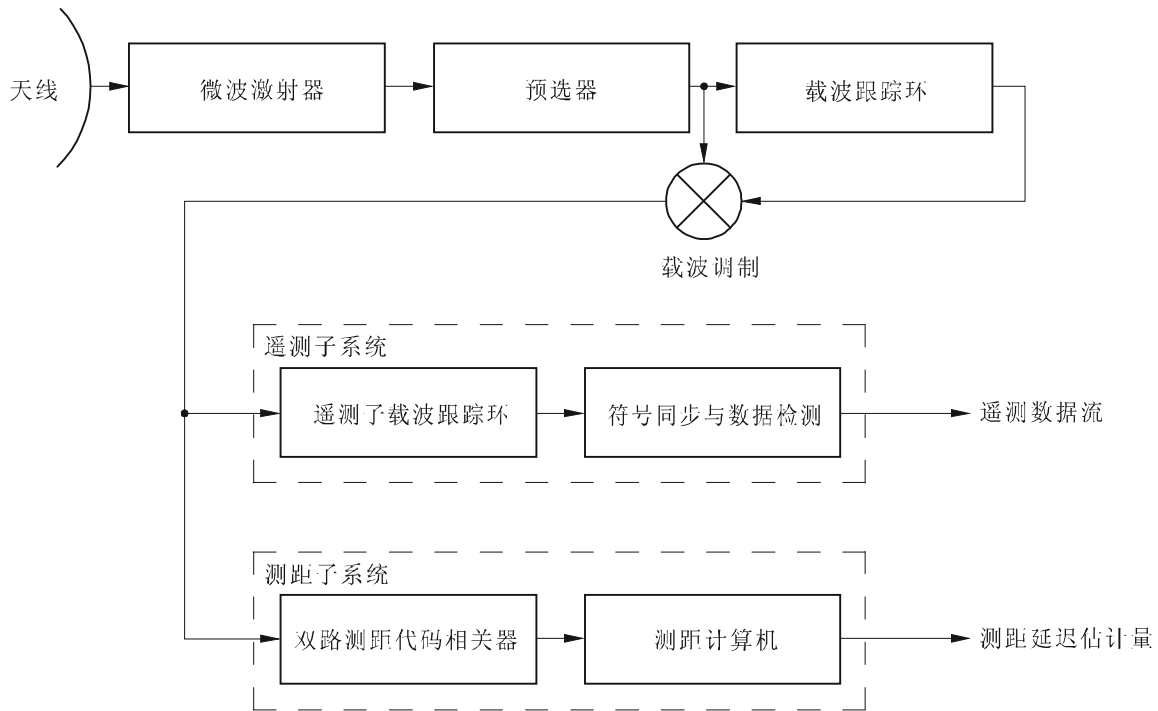 天线
微波激射器
预选器
载波跟踪环
载波调制
遥测子系统
遥测了载波跟踪环
符号同步与数据检测
遥测数据流
测距了系统
双路测距代码相关器
测距计算机
测距延迟估计量